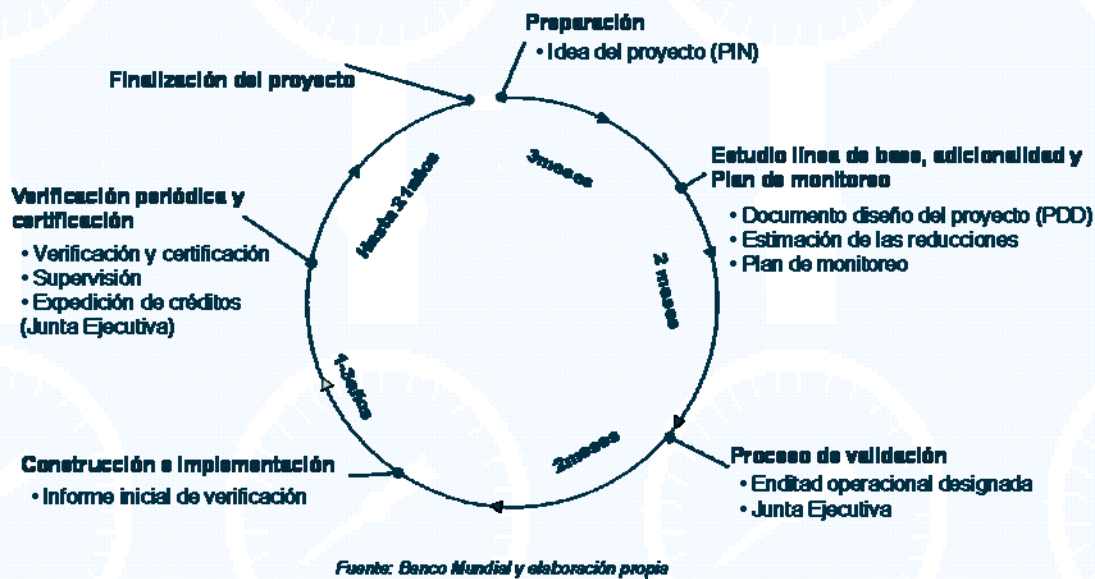 Preparación
• Idea del proyecto (PIN)
Finalización del proyecto
3meses
Estudio línea de base, adicionalidad y
Plan de monitoreo
• Documento diseño del proyecto (PDD)
• Estimación de las reducciones
• Plan de monitoreo
2 meses
Proceso de validación
• Enditad operacional designada
• Junta Ejecutiva
2meses
Construcción e implementación
• Informe inicial de verificación
1-3años
Verificación periódica y
certificación
• Verificación y certificación
• Supervisión
• Expedición de créditos
(Junta Ejecutiva)
Hasta 21años
Fuente: Banco Mundial y elaboración propia